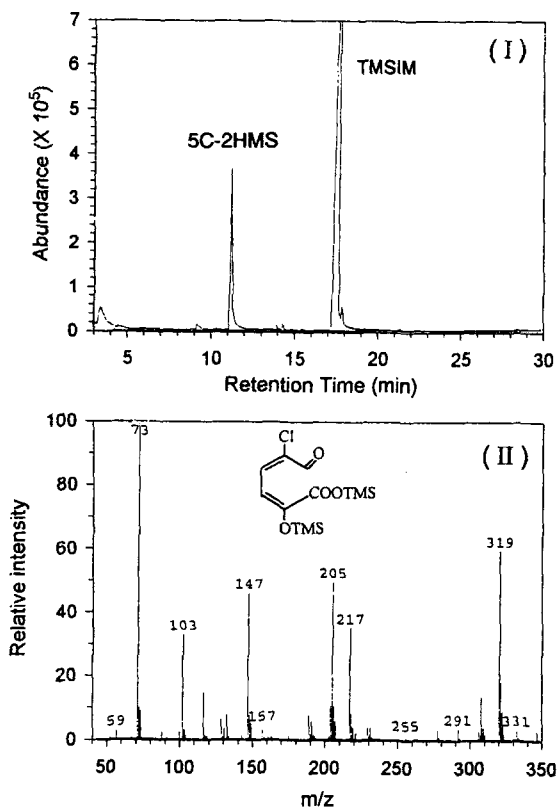 7
6
5
4
3
2
1
0
Abundance (X 10⁵)
(I)
TMSIM
5C-2HMS
5 10 15 20 25 30
Retention Time (min)
100
80
60
40
20
0
Relative intensity
(II)
73
Cl
O
COOTMS
OTMS
319
205
147
217
103
59
157
255
291
331
50 100 150 200 250 300 350
m/z